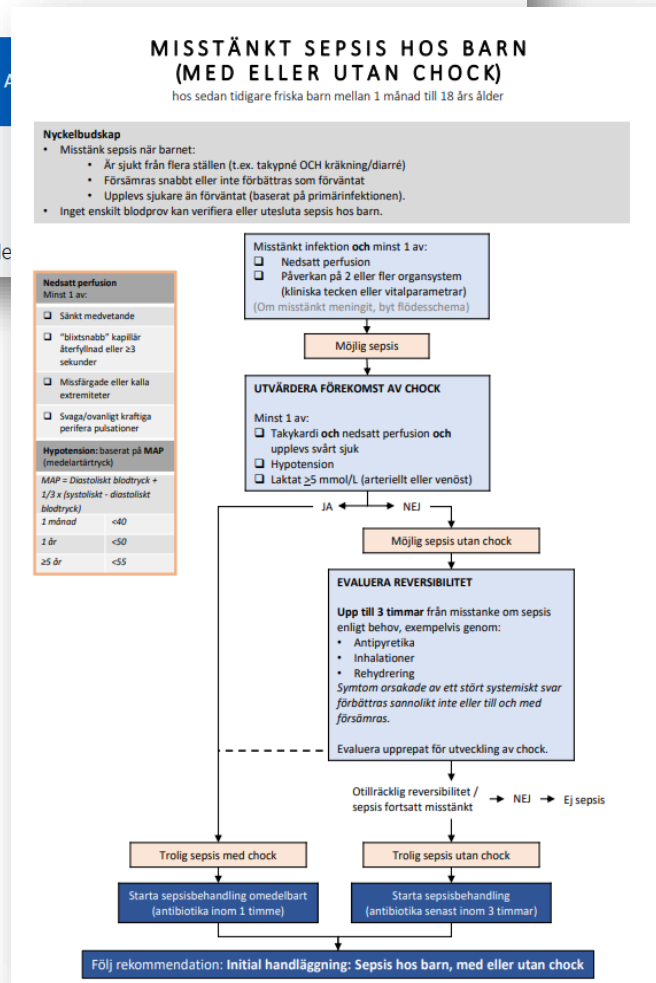 MISSTÄNKT SEPSIS HOS BARN
(MED ELLER UTAN CHOCK)
hos sedan tidigare friska barn mellan 1 månad till 18 års ålder
Nyckelbudskap
• Misstänk sepsis när barnet:
• Är sjukt från flera ställen (t.ex. takypné OCH kräkning/diarré)
• Försämras snabbt eller inte förbättras som förväntat
• Upplevs sjukare än förväntat (baserat på primärinfektionen).
• Inget enskilt blodprov kan verifiera eller utesluta sepsis hos barn.
Misstänkt infektion och minst 1 av:
❑ Nedsatt perfusion
❑ Påverkan på 2 eller fler organsystem
(kliniska tecken eller vitalparametrar)
(Om misstänkt meningit, byt flödesschema)
Nedsatt perfusion
Minst 1 av:
❑ Sänkt medvetande
❑ "blixtsnabb" kapillär
återfyllnad eller ≥3
sekunder
❑ Missfärgade eller kalla
extremiteter
❑ Svaga/ovanligt kraftiga
perifera pulsationer
Hypotension: baserat på MAP
(medelartärtryck)
MAP = Diastoliskt blodtryck +
1/3 x (systoliskt - diastoliskt
blodtryck)
1 månad <40
1 år <50
≥5 år <55
Möjlig sepsis
UTVÄRDERA FÖREKOMST AV CHOCK
Minst 1 av:
❑ Takykardi och nedsatt perfusion och
upplevs svårt sjuk
❑ Hypotension
❑ Laktat ≥5 mmol/L (arteriellt eller venöst)
JA NEJ
Möjlig sepsis utan chock
EVALUERA REVERSIBILITET
Upp till 3 timmar från misstanke om sepsis
enligt behov, exempelvis genom:
• Antipyretika
• Inhalationer
• Rehydrering
Symtom orsakade av ett stört systemiskt svar
förbättras sannolikt inte eller till och med
försämras.
Evaluera upprepat för utveckling av chock.
Otillräcklig reversibilitet /
sepsis fortsatt misstänkt
NEJ
Ej sepsis
Trolig sepsis med chock
Trolig sepsis utan chock
Starta sepsisbehandling omedelbart
(antibiotika inom 1 timme)
Starta sepsisbehandling
(antibiotika senast inom 3 timmar)
Följ rekommendation: Initial handläggning: Sepsis hos barn, med eller utan chock